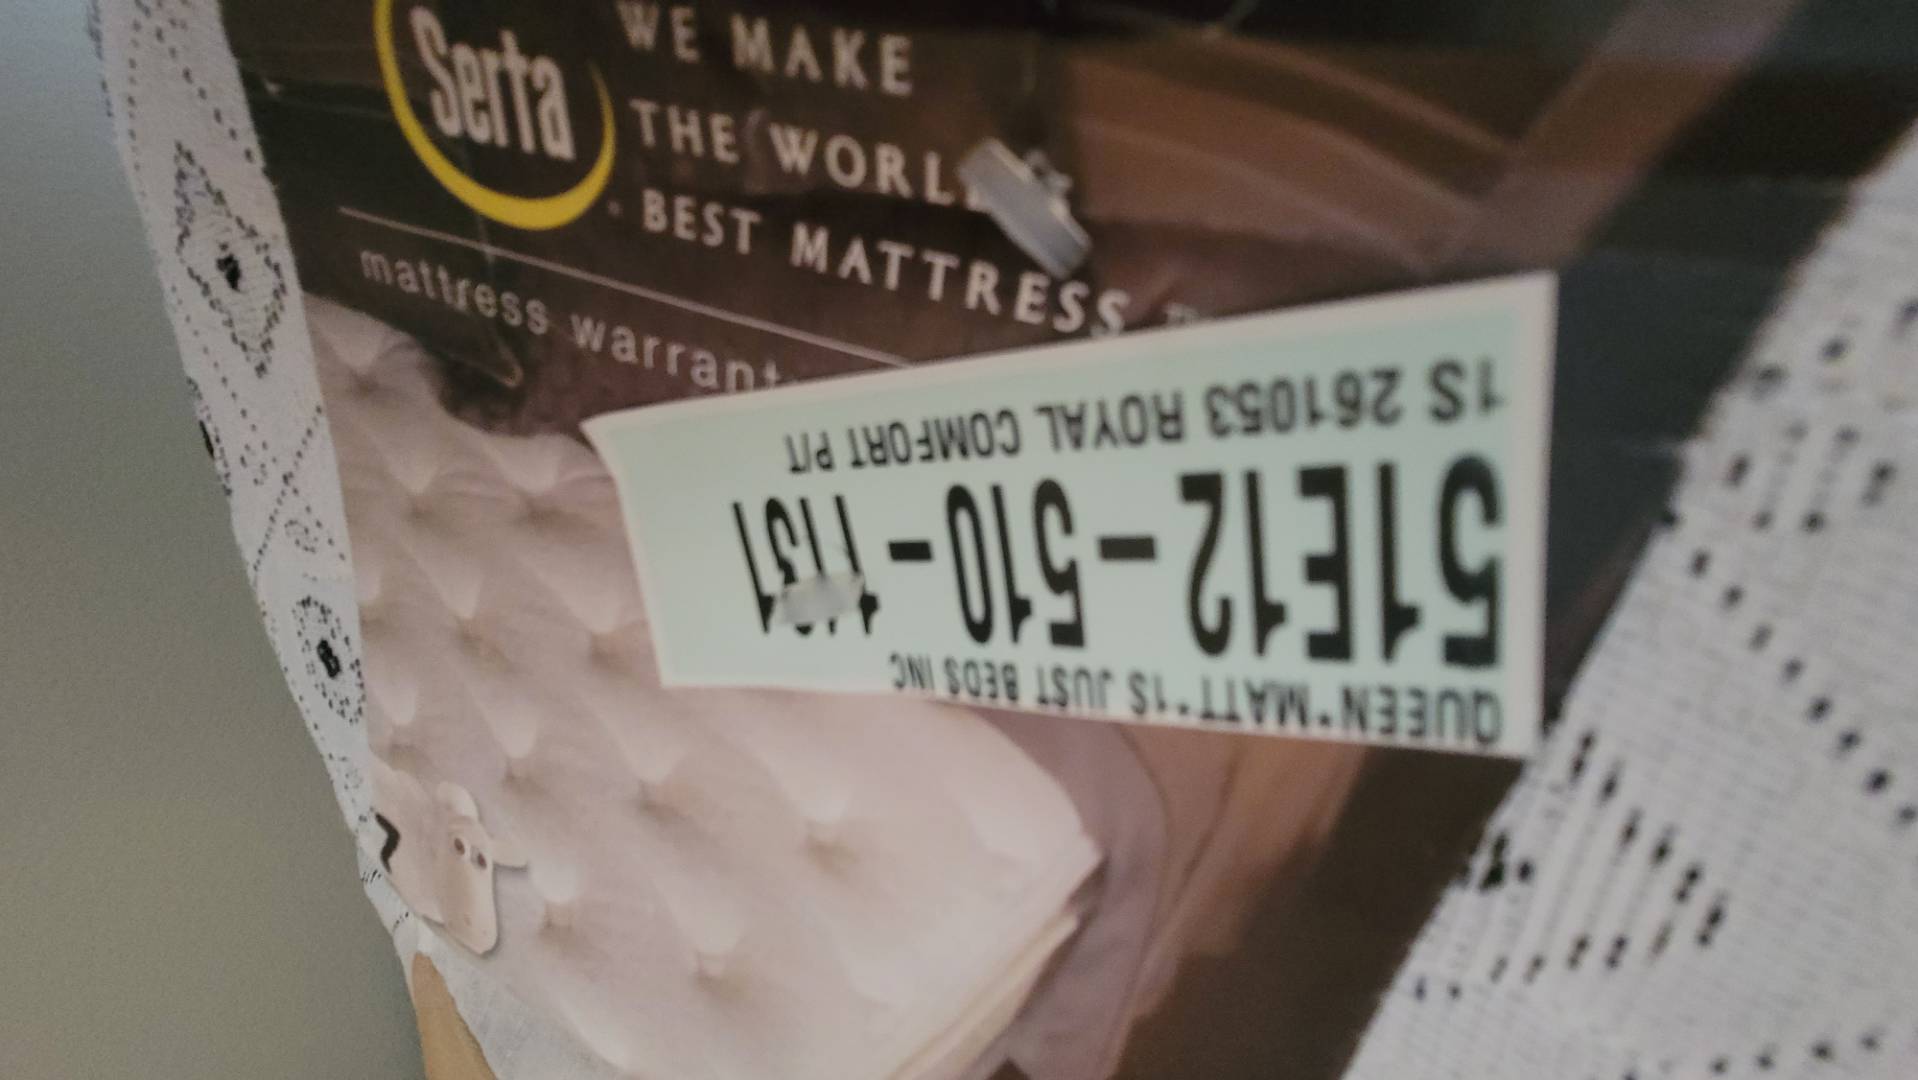 Serta
WE MAKE
THE WORL
BEST MATTRESS
mattress warrant
QUEEN*MATT*1S JUST BEDS INC
51E12-510-1131
1S 261053 ROYAL COMFORT P/T